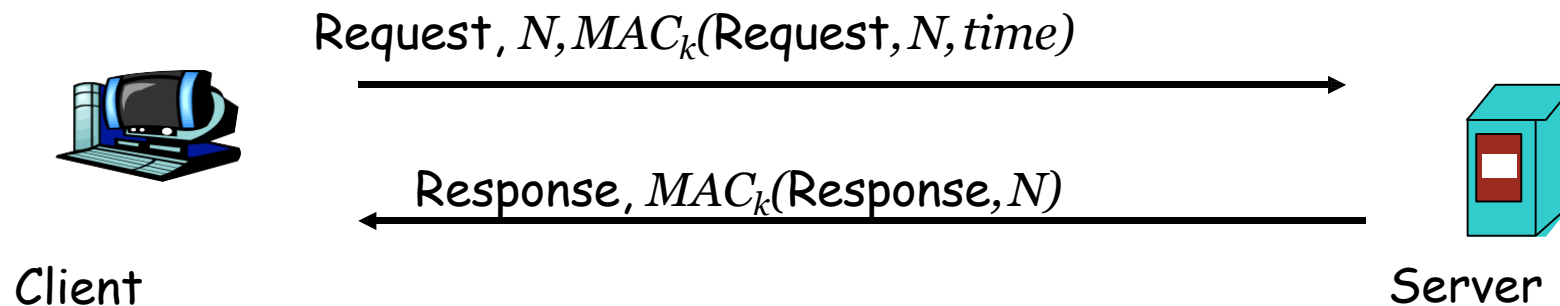 Request, N, MACₖ(Request, N, time)
Response, MACₖ(Response, N)
Client
Server